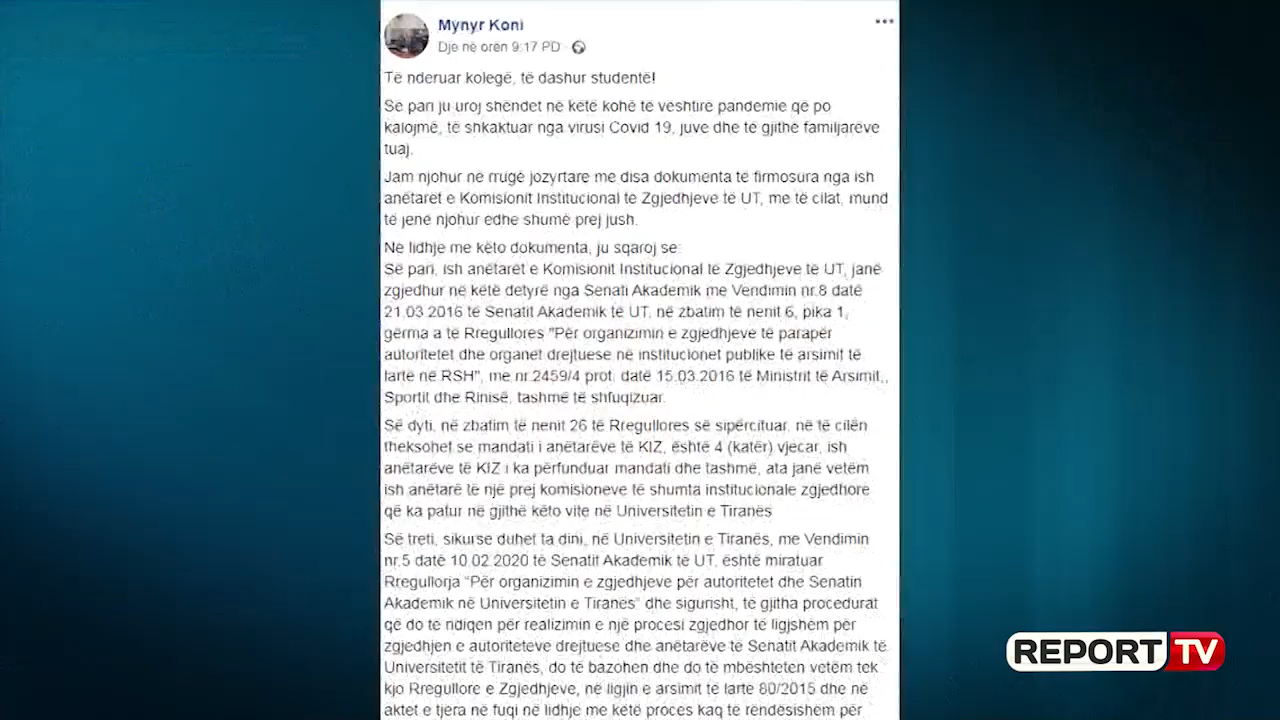 Mynyr Koni
Dje në orën 9:17 PD
Të nderuar kolegë, të dashur studentë!
Së pari ju uroj shëndet në këtë kohë të vështirë pandemie që po
kalojmë, të shkaktuar nga virusi Covid 19, juve dhe të gjithë familjarëve
tuaj.
Jam njohur në rrugë jozyrtare me disa dokumenta të firmosura nga ish
anëtarët e Komisionit Institucional të Zgjedhjeve të UT, me të cilat, mund
të jenë njohur edhe shumë prej jush.
Në lidhje me këto dokumenta, ju sqaroj se:
Së pari, ish anëtarët e Komisionit Institucional të Zgjedhjeve të UT, janë
zgjedhur në këtë detyrë nga Senati Akademik me Vendimin nr.8 datë
21.03.2016 të Senatit Akademik të UT, në zbatim të nenit 6, pika 1,
gërma a të Rregullores "Për organizimin e zgjedhjeve të parapër
autoritetet dhe organet drejtuese në institucionet publike të arsimit të
lartë në RSH", me nr.2459/4 prot. datë 15.03.2016 të Ministrit të Arsimit,,
Sportit dhe Rinisë, tashmë të shfuqizuar.
Së dyti, në zbatim të nenit 26 të Rregullores së sipërcituar, në të cilën
theksohet se mandati i anëtarëve të KIZ, është 4 (katër) vjecar, ish
anëtarëve të KIZ i ka përfunduar mandati dhe tashmë, ata janë vetëm
ish anëtarë të një prej komisioneve të shumta institucionale zgjedhore
që ka patur në gjithë këto vite në Universitetin e Tiranës
Së treti, sikurse duhet ta dini, në Universitetin e Tiranës, me Vendimin
nr.5 datë 10.02.2020 të Senatit Akademik të UT, është miratuar
Rregullorja "Për organizimin e zgjedhjeve për autoritetet dhe Senatin
Akademik në Universitetin e Tiranës" dhe sigurisht, të gjitha procedurat
që do të ndiqen për realizimin e një procesi zgjedhor të ligjshëm për
zgjedhjen e autoriteteve drejtuese dhe anëtarëve të Senatit Akademik të
Universitetit të Tiranës, do të bazohen dhe do të mbështeten vetëm tek
kjo Rregullore e Zgjedhjeve, në ligjin e arsimit të lartë 80/2015 dhe në
aktet e tjera në fuqi në lidhje me këtë proces kaq të rëndësishëm për
REPORT TV